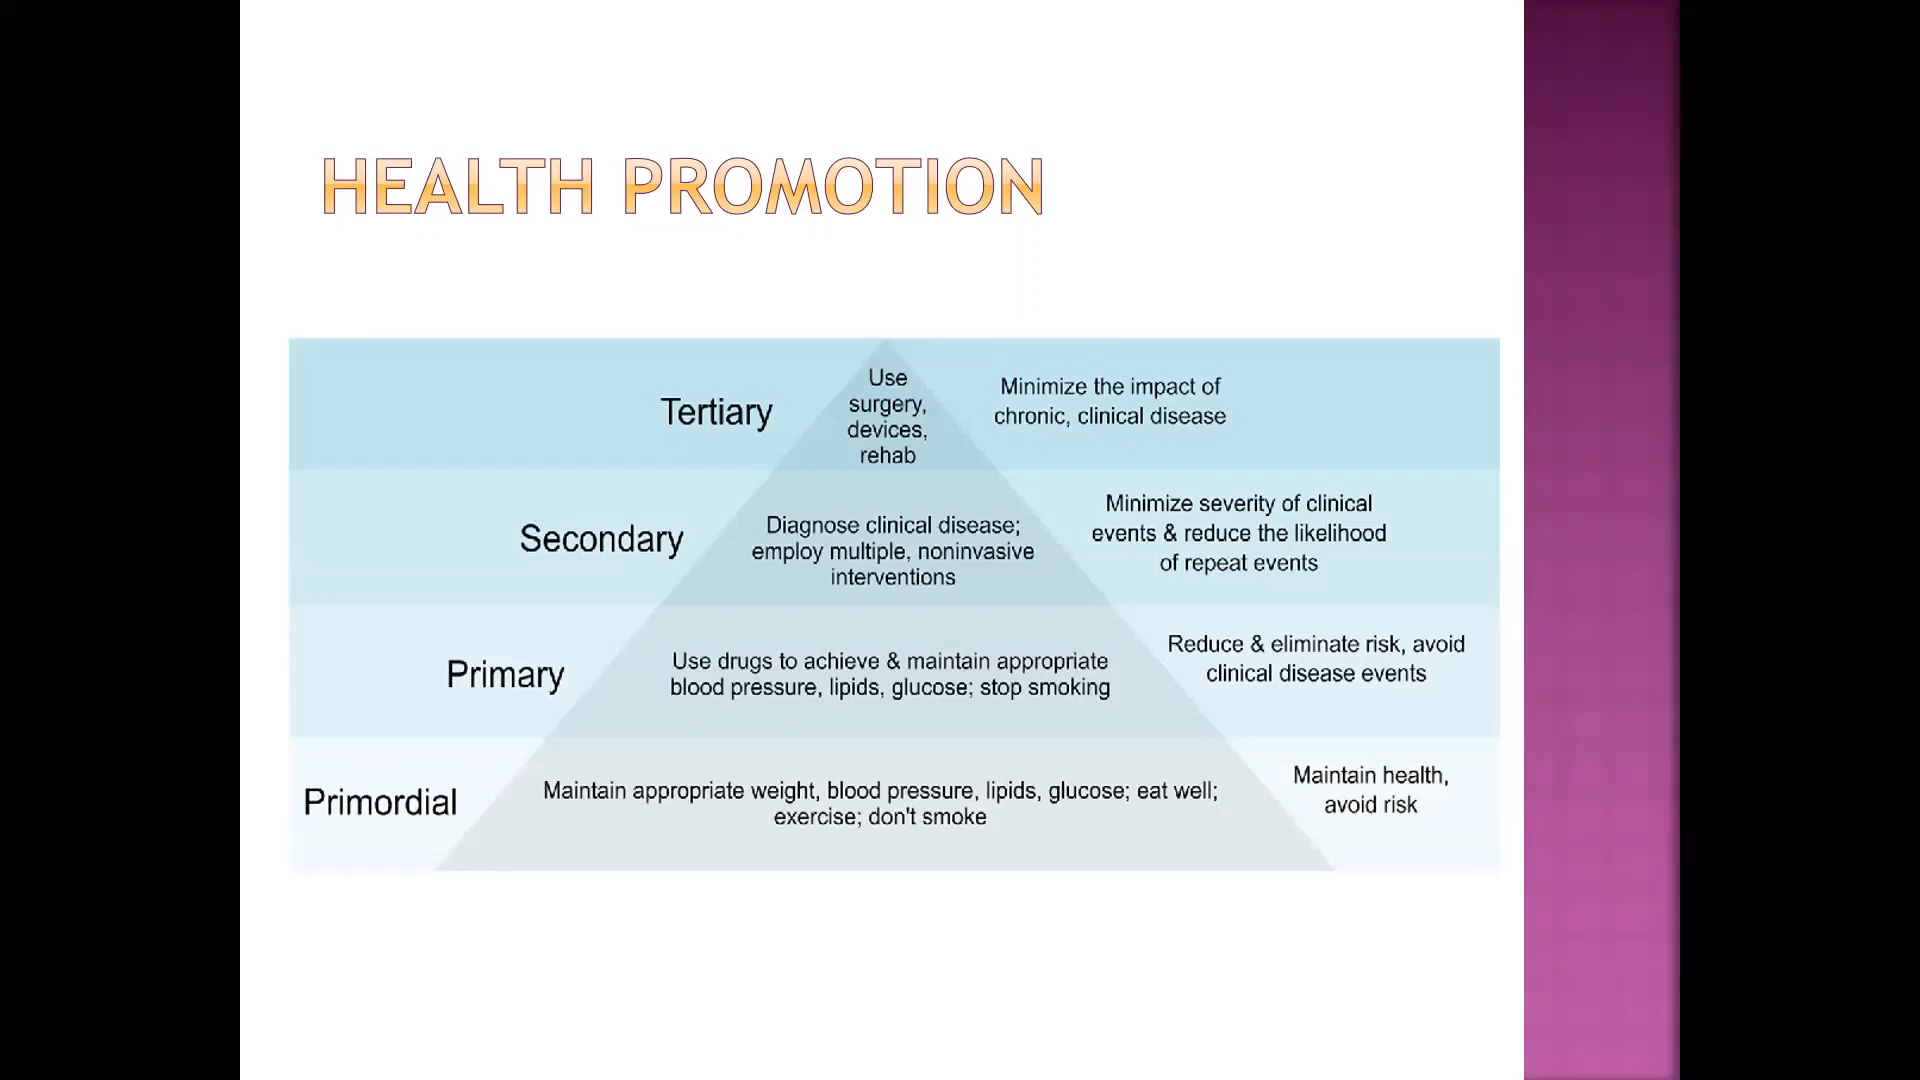 HEALTH PROMOTION
Tertiary
Use
surgery,
devices,
rehab
Minimize the impact of
chronic, clinical disease
Secondary
Diagnose clinical disease;
employ multiple, noninvasive
interventions
Minimize severity of clinical
events & reduce the likelihood
of repeat events
Primary
Use drugs to achieve & maintain appropriate
blood pressure, lipids, glucose; stop smoking
Reduce & eliminate risk, avoid
clinical disease events
Primordial
Maintain appropriate weight, blood pressure, lipids, glucose; eat well;
exercise; don't smoke
Maintain health,
avoid risk